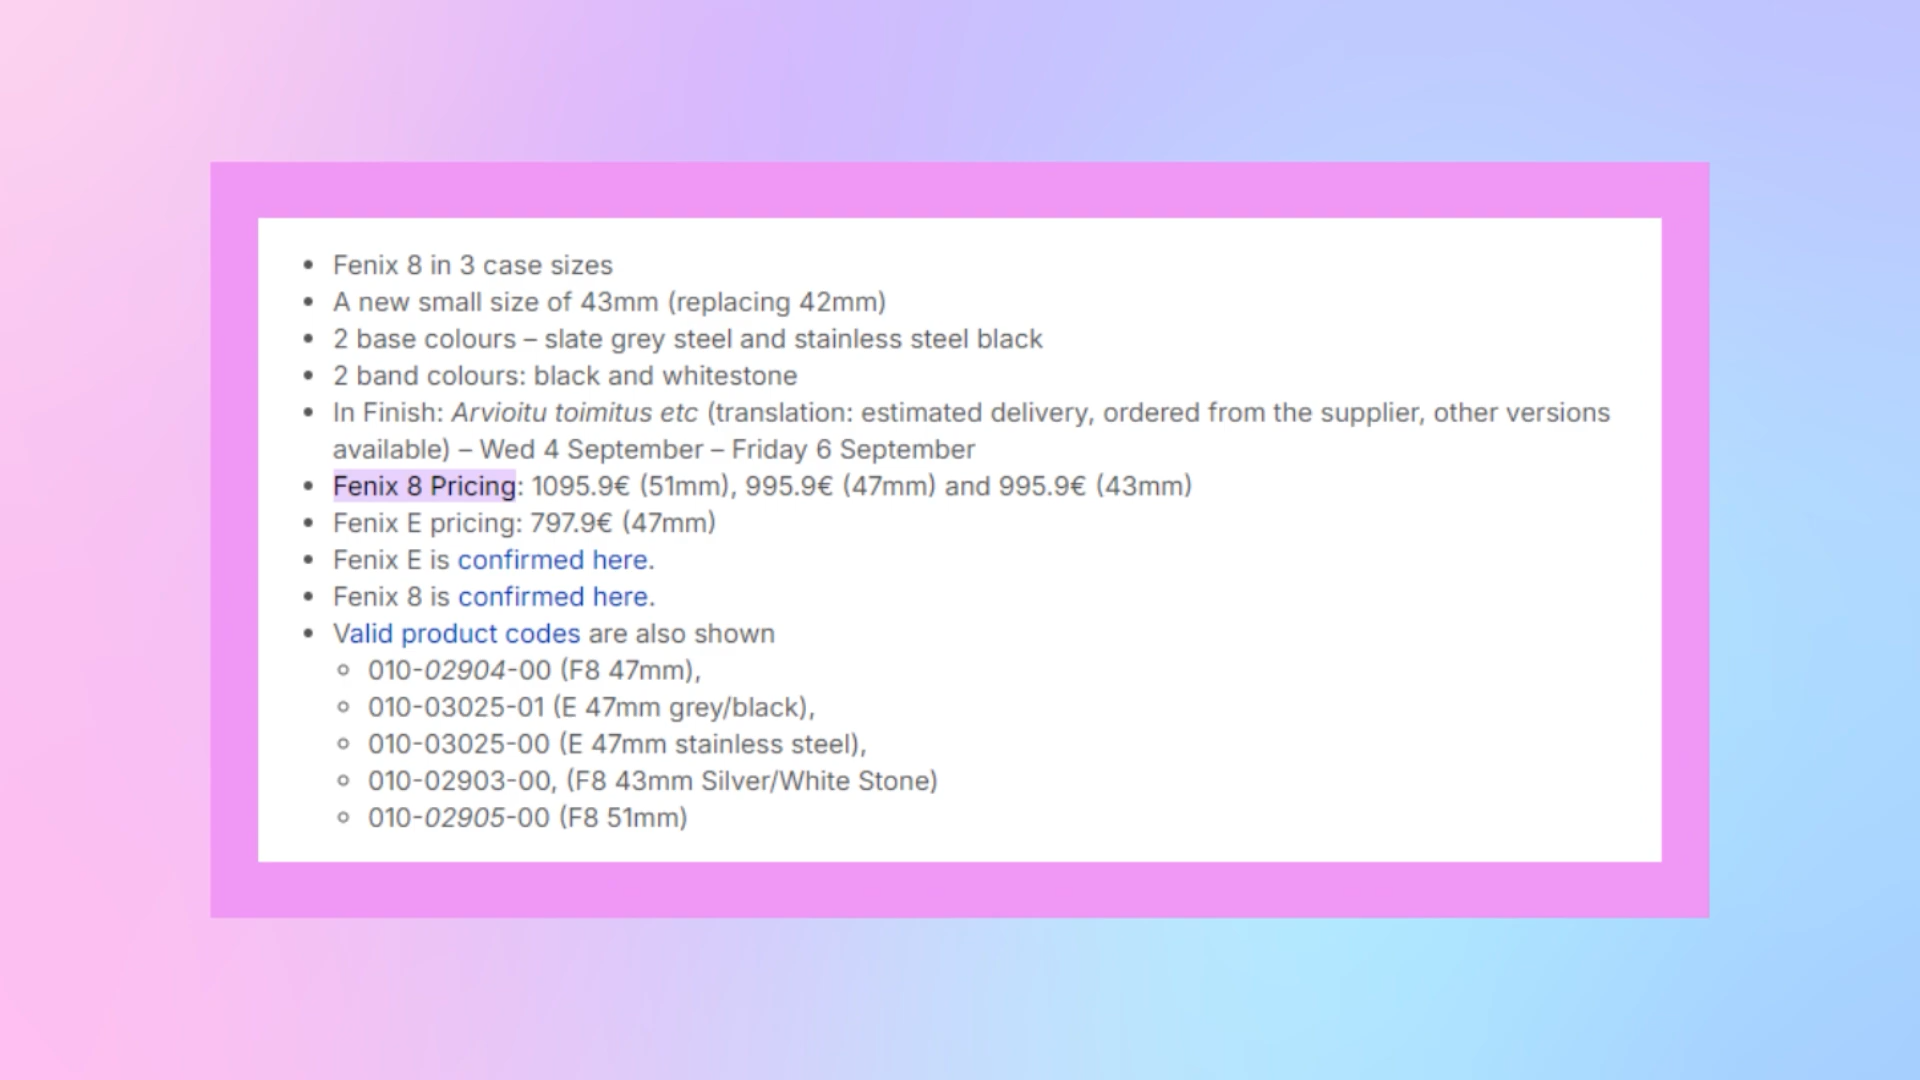 Fenix 8 in 3 case sizes
A new small size of 43mm (replacing 42mm)
2 base colours – slate grey steel and stainless steel black
2 band colours: black and whitestone
In Finish: Arvioitu toimitus etc (translation: estimated delivery, ordered from the supplier, other versions
available) – Wed 4 September – Friday 6 September
Fenix 8 Pricing: 1095.9€ (51mm), 995.9€ (47mm) and 995.9€ (43mm)
Fenix E pricing: 797.9€ (47mm)
Fenix E is confirmed here.
Fenix 8 is confirmed here.
Valid product codes are also shown
010-02904-00 (F8 47mm),
010-03025-01 (E 47mm grey/black),
010-03025-00 (E 47mm stainless steel),
010-02903-00, (F8 43mm Silver/White Stone)
010-02905-00 (F8 51mm)